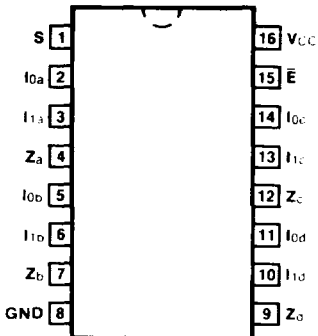 S 1
I0a 2
I1a 3
Za 4
I0b 5
I1b 6
Zb 7
GND 8
16 VCC
15 Ē
14 I0c
13 I1c
12 Zc
11 I0d
10 I1d
9 Zd